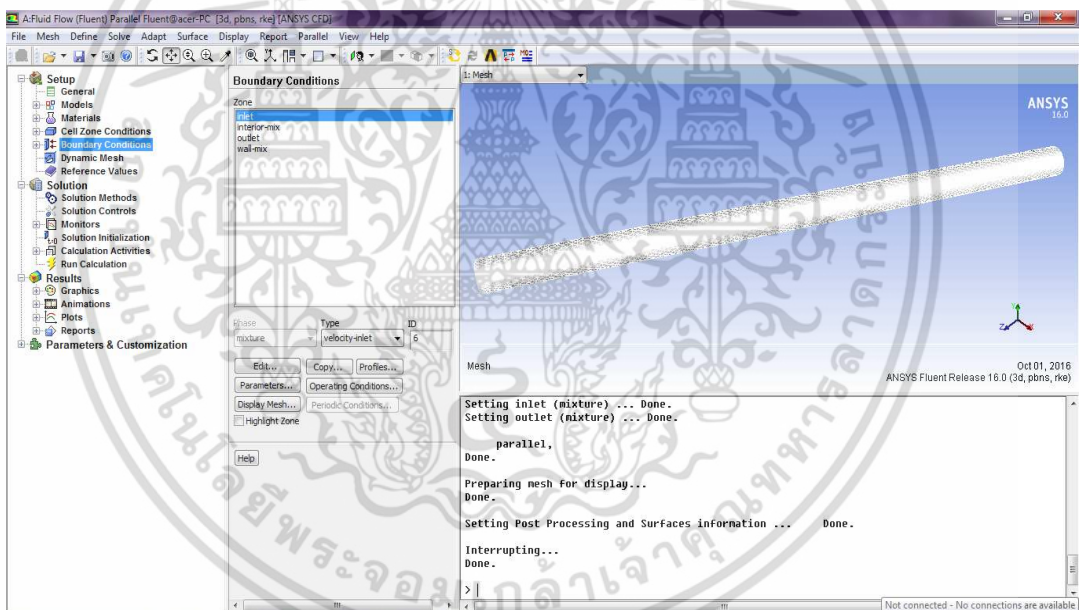 A:Fluid Flow (Fluent) Parallel Fluent@acer-PC [3d, pbns, rke] [ANSYS CFD]
File Mesh Define Solve Adapt Surface Display Report Parallel View Help
Setup
General
Models
Materials
Cell Zone Conditions
Boundary Conditions
Dynamic Mesh
Reference Values
Solution
Solution Methods
Solution Controls
Monitors
Solution Initialization
Calculation Activities
Run Calculation
Results
Graphics
Animations
Plots
Reports
Parameters & Customization
Boundary Conditions
Zone
inlet
interior-mix
outlet
wall-mix
Phase Type ID
mixture velocity-inlet 6
Edit... Copy... Profiles...
Parameters... Operating Conditions...
Display Mesh... Periodic Conditions...
Highlight Zone
Help
1: Mesh
ANSYS
16.0
Y
Z X
Mesh
Oct 01, 2016
ANSYS Fluent Release 16.0 (3d, pbns, rke)
Setting inlet (mixture) ... Done.
Setting outlet (mixture) ... Done.
parallel,
Done.
Preparing mesh for display...
Done.
Setting Post Processing and Surfaces information ... Done.
Interrupting...
Done.
>
Not connected - No connections are available